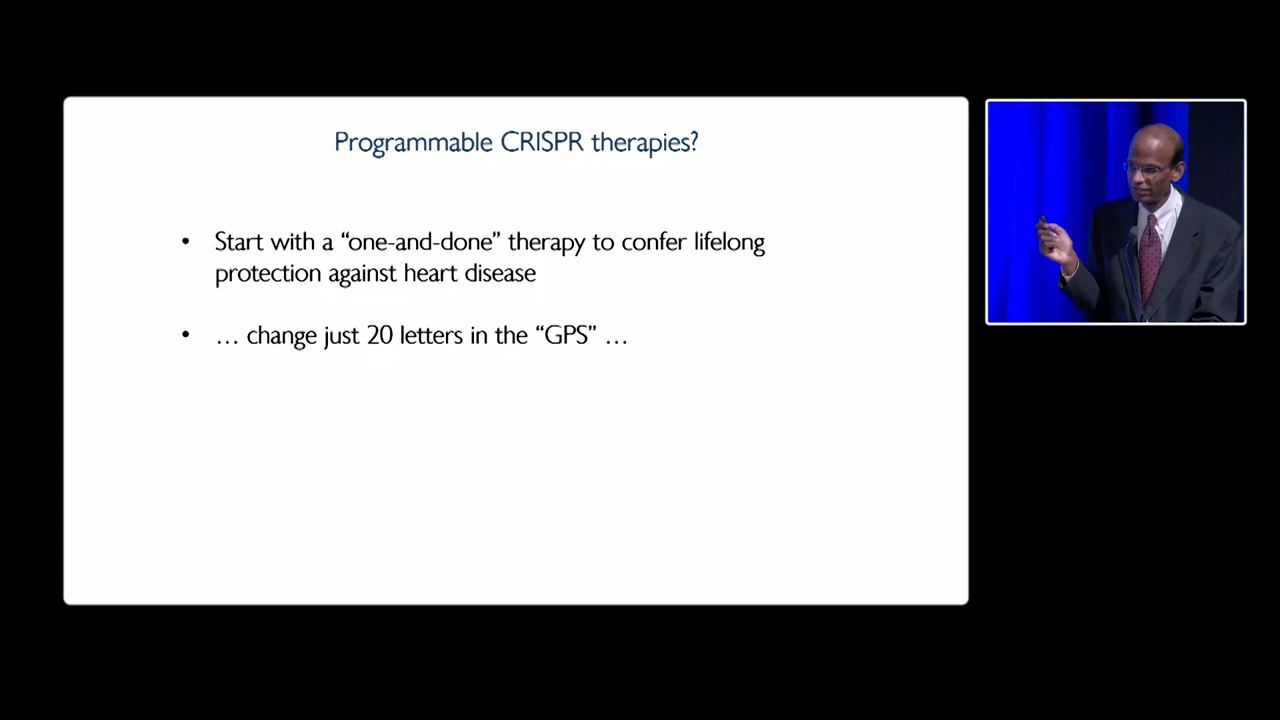 Programmable CRISPR therapies?
• Start with a “one-and-done” therapy to confer lifelong
protection against heart disease
• … change just 20 letters in the “GPS” …